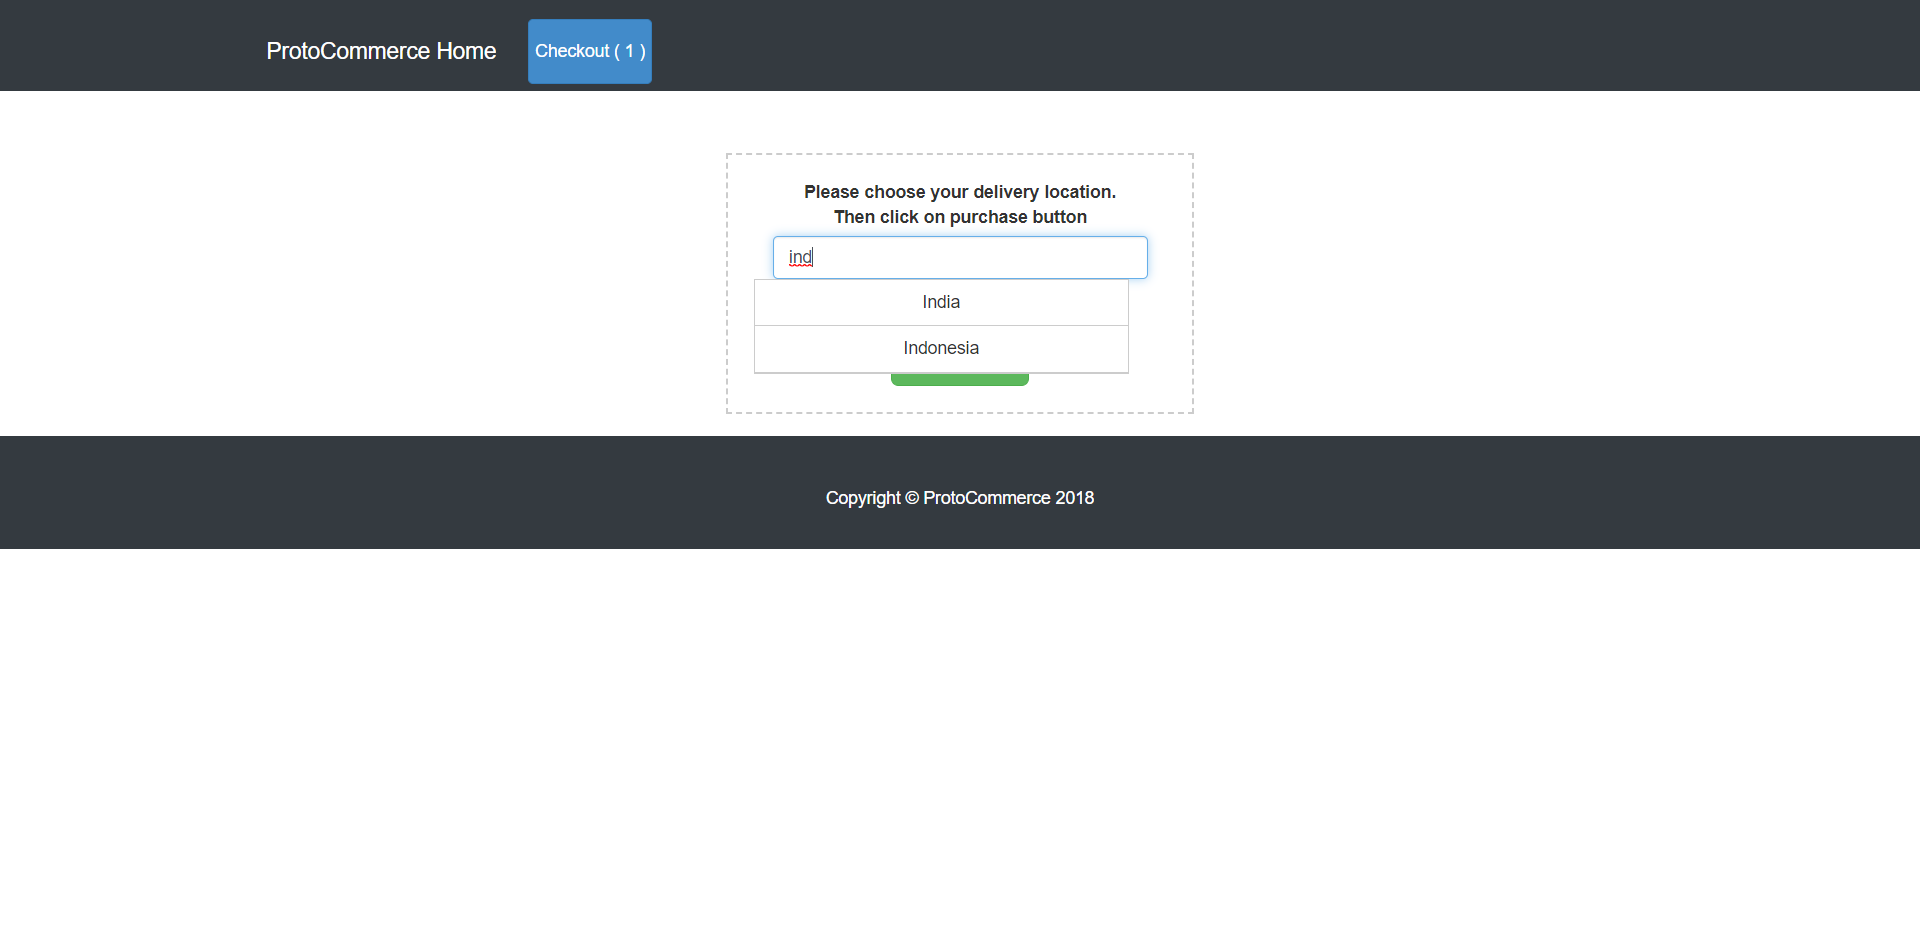 ProtoCommerce Home
Checkout ( 1 )
Please choose your delivery location.
Then click on purchase button
ind
India
Indonesia
Copyright © ProtoCommerce 2018